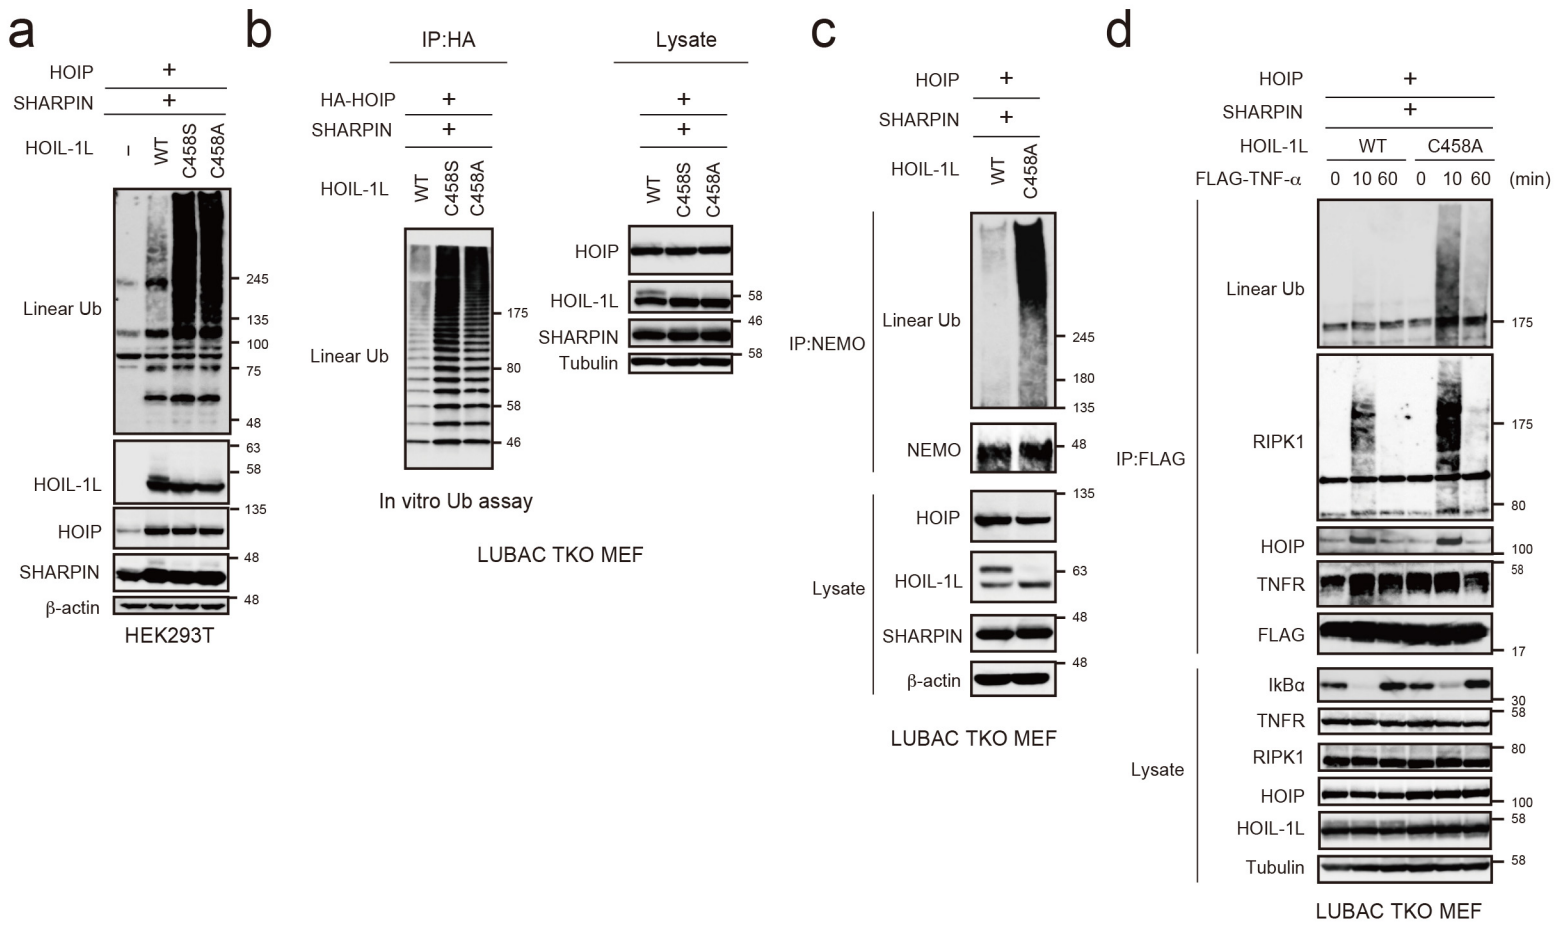 a
HOIP
+
SHARPIN
+
HOIL-1L
–
WT
C458S
C458A
Linear Ub
245
135
100
75
48
HOIL-1L
63
58
HOIP
135
SHARPIN
48
β-actin
48
HEK293T
b
IP:HA
Lysate
HA-HOIP
+
+
SHARPIN
+
+
HOIL-1L
WT
C458S
C458A
WT
C458S
C458A
Linear Ub
175
80
58
46
In vitro Ub assay
HOIP
HOIL-1L
58
SHARPIN
46
Tubulin
58
LUBAC TKO MEF
c
HOIP
+
SHARPIN
+
HOIL-1L
WT
C458A
IP:NEMO
Linear Ub
245
180
135
NEMO
48
Lysate
HOIP
135
HOIL-1L
63
SHARPIN
48
β-actin
48
LUBAC TKO MEF
d
HOIP
+
SHARPIN
+
HOIL-1L
WT
C458A
FLAG-TNF-α
0 10 60 0 10 60 (min)
IP:FLAG
Linear Ub
175
RIPK1
175
80
HOIP
100
TNFR
58
FLAG
17
Lysate
IkBα
30
TNFR
58
RIPK1
80
HOIP
100
HOIL-1L
58
Tubulin
58
LUBAC TKO MEF